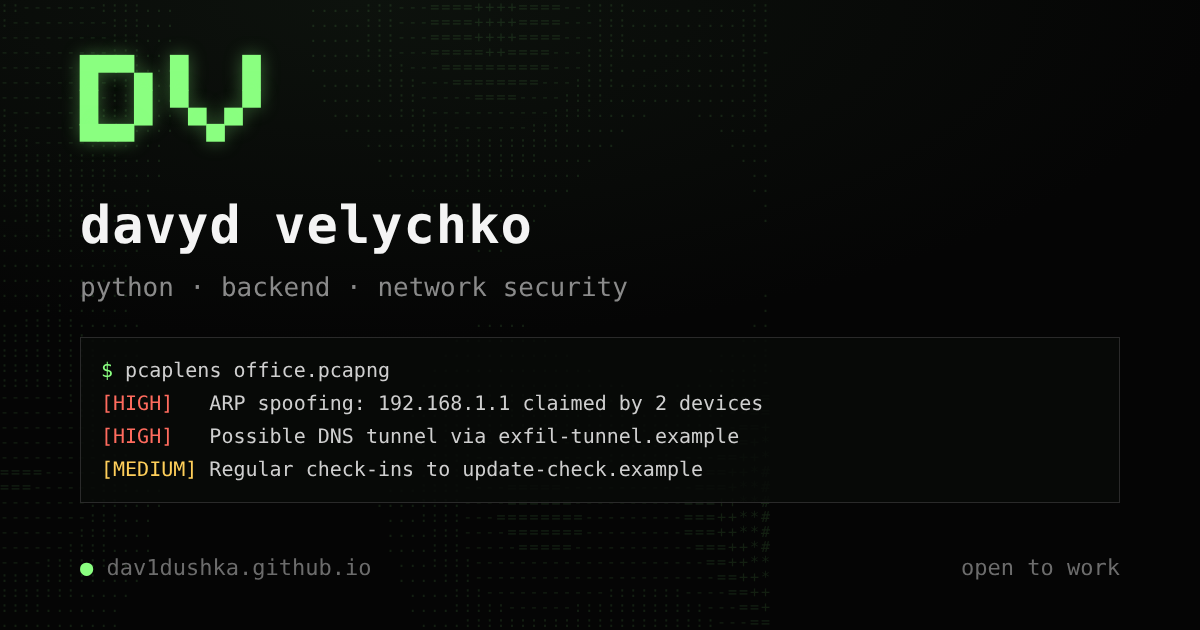 DV
davyd velychko
python · backend · network security
$ pcaplens office.pcapng
[HIGH]   ARP spoofing: 192.168.1.1 claimed by 2 devices
[HIGH]   Possible DNS tunnel via exfil-tunnel.example
[MEDIUM] Regular check-ins to update-check.example
dav1dushka.github.io
open to work